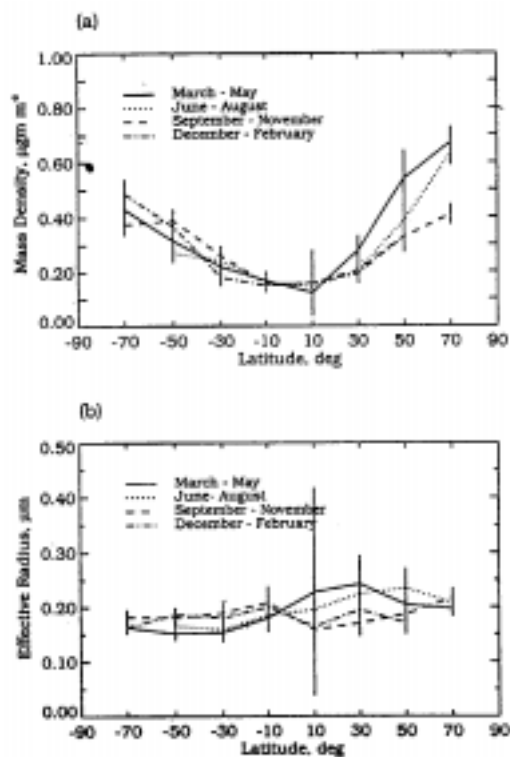 (a)
1.00
0.80
0.60
0.40
0.20
0.00
Mass Density, μgm m
March - May
June - August
September - November
December - February
-90 -70 -50 -30 -10 10 30 50 70 90
Latitude, deg
(b)
0.50
0.40
0.30
0.20
0.10
0.00
Effective Radius, μm
March - May
June- August
September - November
December - February
-90 -70 -50 -30 -10 10 30 50 70 90
Latitude, deg